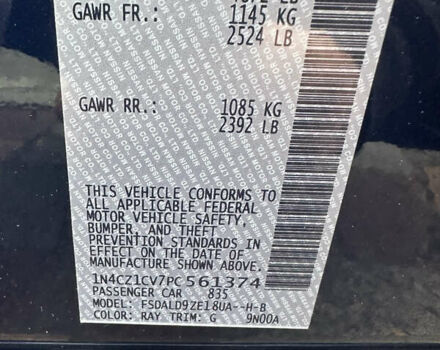 GAWR FR.: 1145 KG
2524 LB
GAWR RR.: 1085 KG
2392 LB
THIS VEHICLE CONFORMS TO
ALL APPLICABLE FEDERAL
MOTOR VEHICLE SAFETY,
BUMPER, AND THEFT
PREVENTION STANDARDS IN
EFFECT ON THE DATE OF
MANUFACTURE SHOWN ABOVE.
1N4CZ1CV7PC561374
PASSENGER CAR 835
FSDALD9ZE18UA--H-B
COLOR: RAY TRIM: G 9N00A